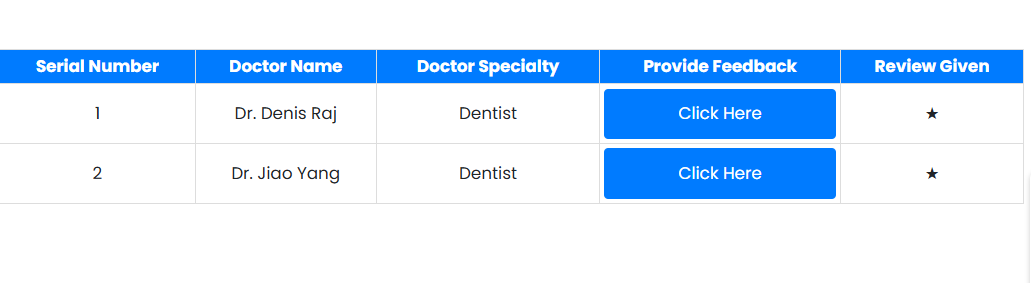 Serial Number Doctor Name Doctor Specialty Provide Feedback Review Given
1 Dr. Denis Raj Dentist Click Here ★
2 Dr. Jiao Yang Dentist Click Here ★